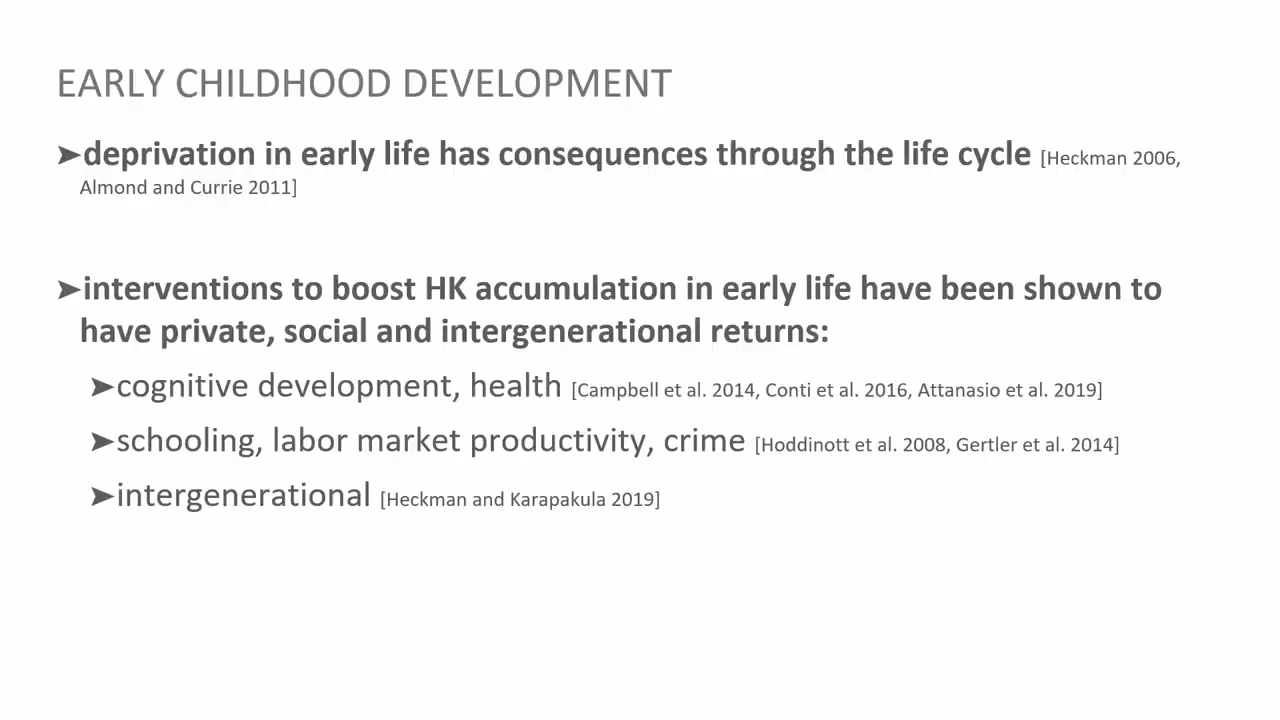 EARLY CHILDHOOD DEVELOPMENT
➤deprivation in early life has consequences through the life cycle [Heckman 2006,
Almond and Currie 2011]
➤interventions to boost HK accumulation in early life have been shown to
have private, social and intergenerational returns:
➤cognitive development, health [Campbell et al. 2014, Conti et al. 2016, Attanasio et al. 2019]
➤schooling, labor market productivity, crime [Hoddinott et al. 2008, Gertler et al. 2014]
➤intergenerational [Heckman and Karapakula 2019]